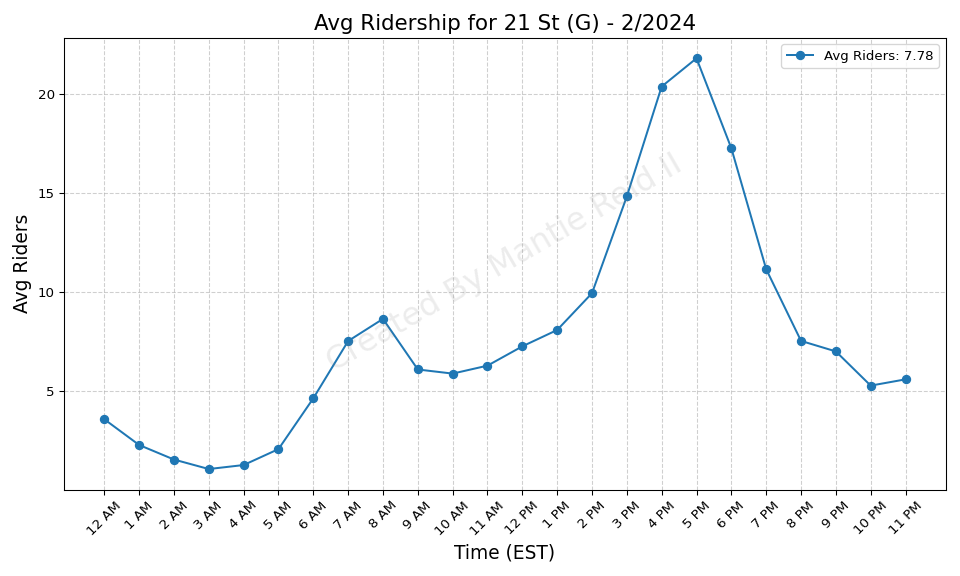 Avg Ridership for 21 St (G) - 2/2024
Avg Riders: 7.78
Avg Riders
20
15
10
5
Created By Mantie Reid II
12 AM
1 AM
2 AM
3 AM
4 AM
5 AM
6 AM
7 AM
8 AM
9 AM
10 AM
11 AM
12 PM
1 PM
2 PM
3 PM
4 PM
5 PM
6 PM
7 PM
8 PM
9 PM
10 PM
11 PM
Time (EST)